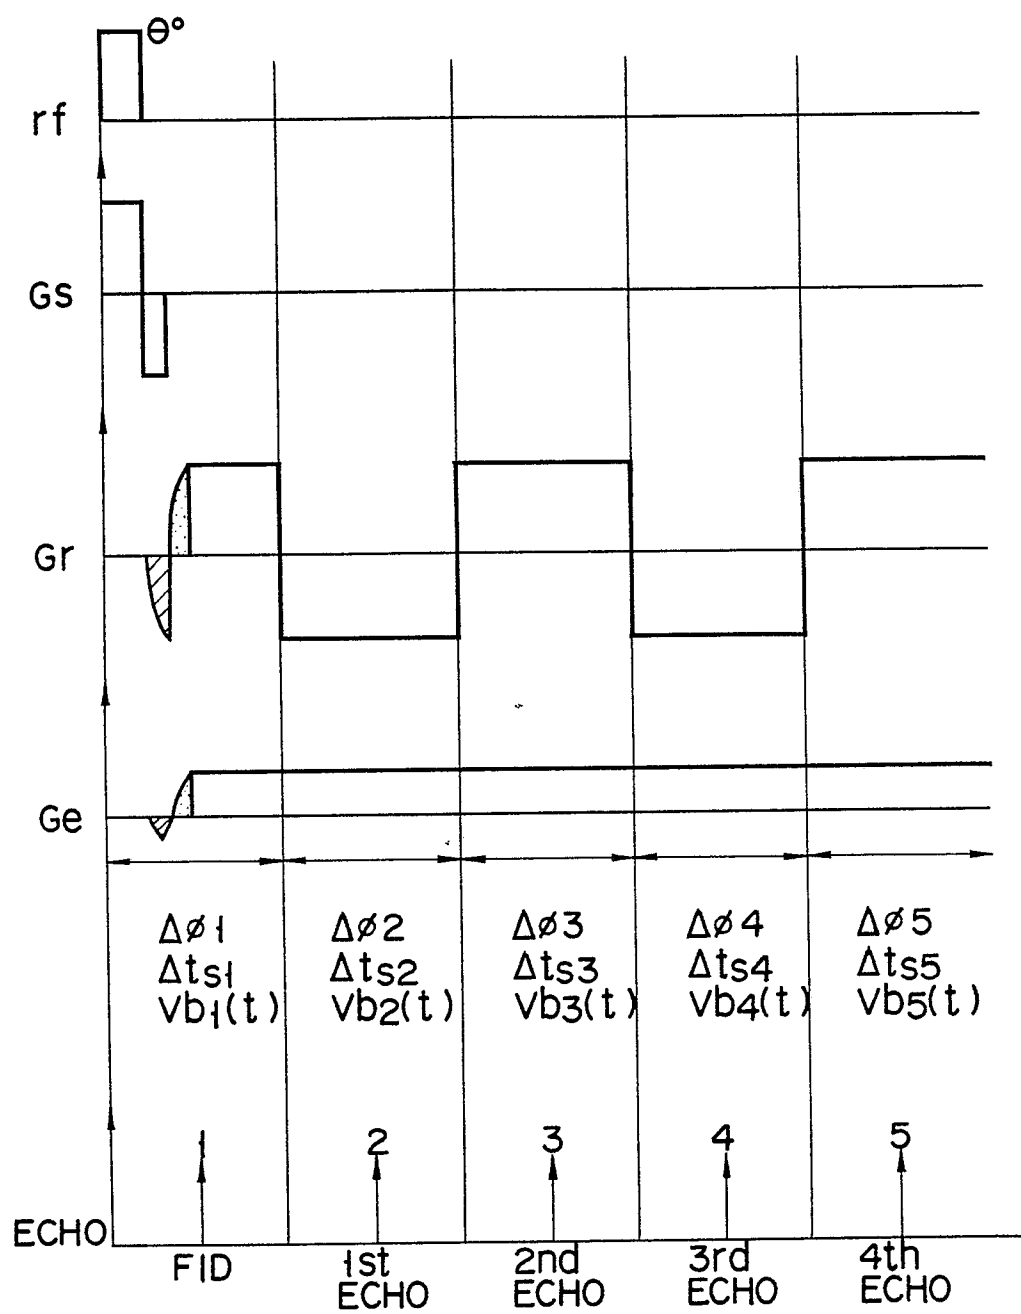 θ°
rf
Gs
Gr
Ge
Δø1 Δø2 Δø3 Δø4 Δø5
Δts1 Δts2 Δts3 Δts4 Δts5
Vb1(t) Vb2(t) Vb3(t) Vb4(t) Vb5(t)
1 2 3 4 5
ECHO
FID 1st 2nd 3rd 4th
ECHO ECHO ECHO ECHO